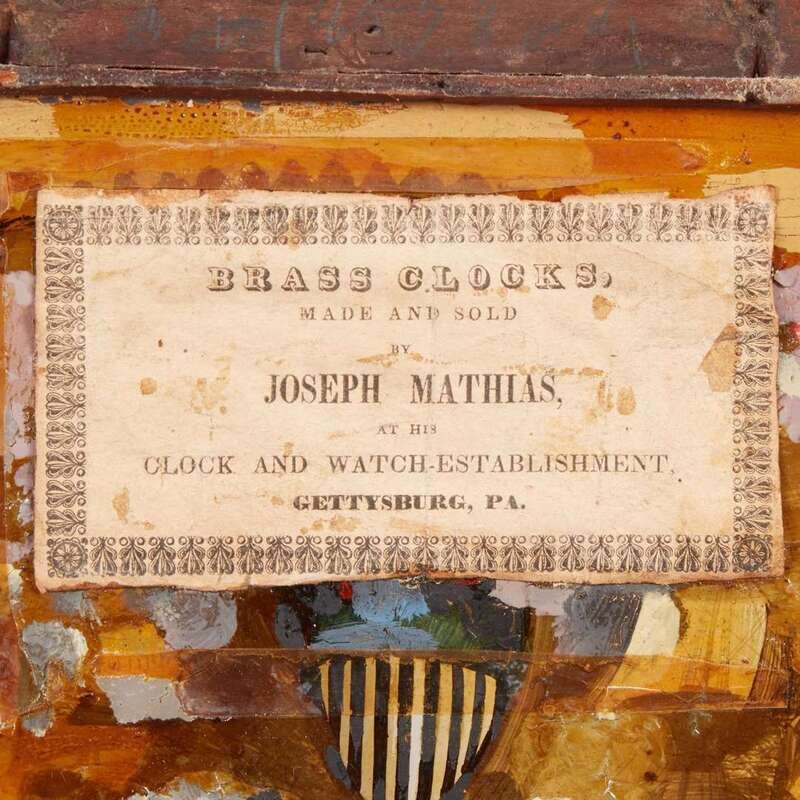 BRASS CLOCKS,
MADE AND SOLD
BY
JOSEPH MATHIAS,
AT HIS
CLOCK AND WATCH-ESTABLISHMENT,
GETTYSBURG, PA.